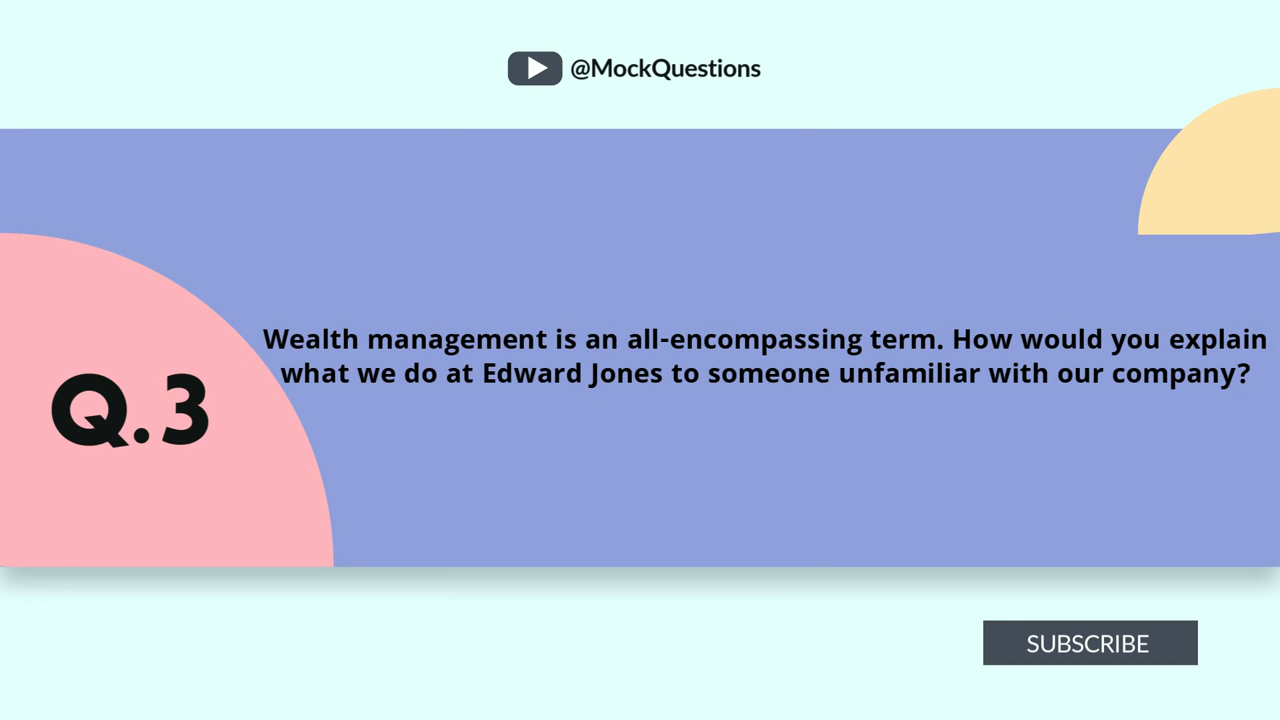 @MockQuestions
Wealth management is an all-encompassing term. How would you explain
what we do at Edward Jones to someone unfamiliar with our company?
Q.3
SUBSCRIBE